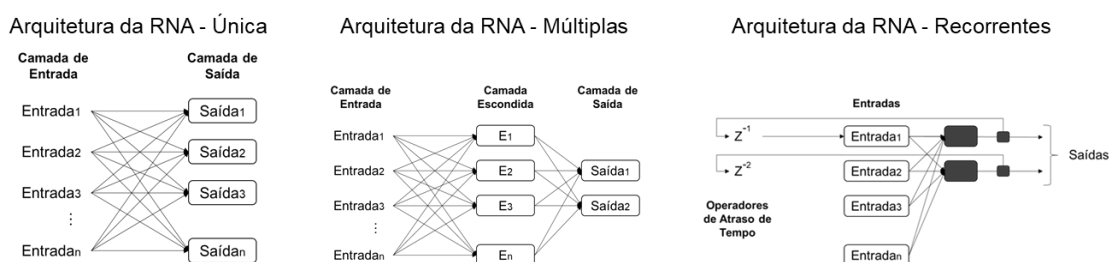 Arquitetura da RNA - Única
Camada de
Entrada
Camada de
Saída
Entrada1
Saída1
Entrada2
Saída2
Entrada3
Saída3
⋮
Entradan
Saídan
Arquitetura da RNA - Múltiplas
Camada de
Entrada
Camada
Escondida
Camada de
Saída
Entrada1
E1
Entrada2
E2
Saída1
Entrada3
E3
Saída2
⋮
Entradan
En
Arquitetura da RNA - Recorrentes
Entradas
Z-1
Entrada1
Z-2
Entrada2
Saídas
Entrada3
Operadores
de Atraso de
Tempo
Entradan